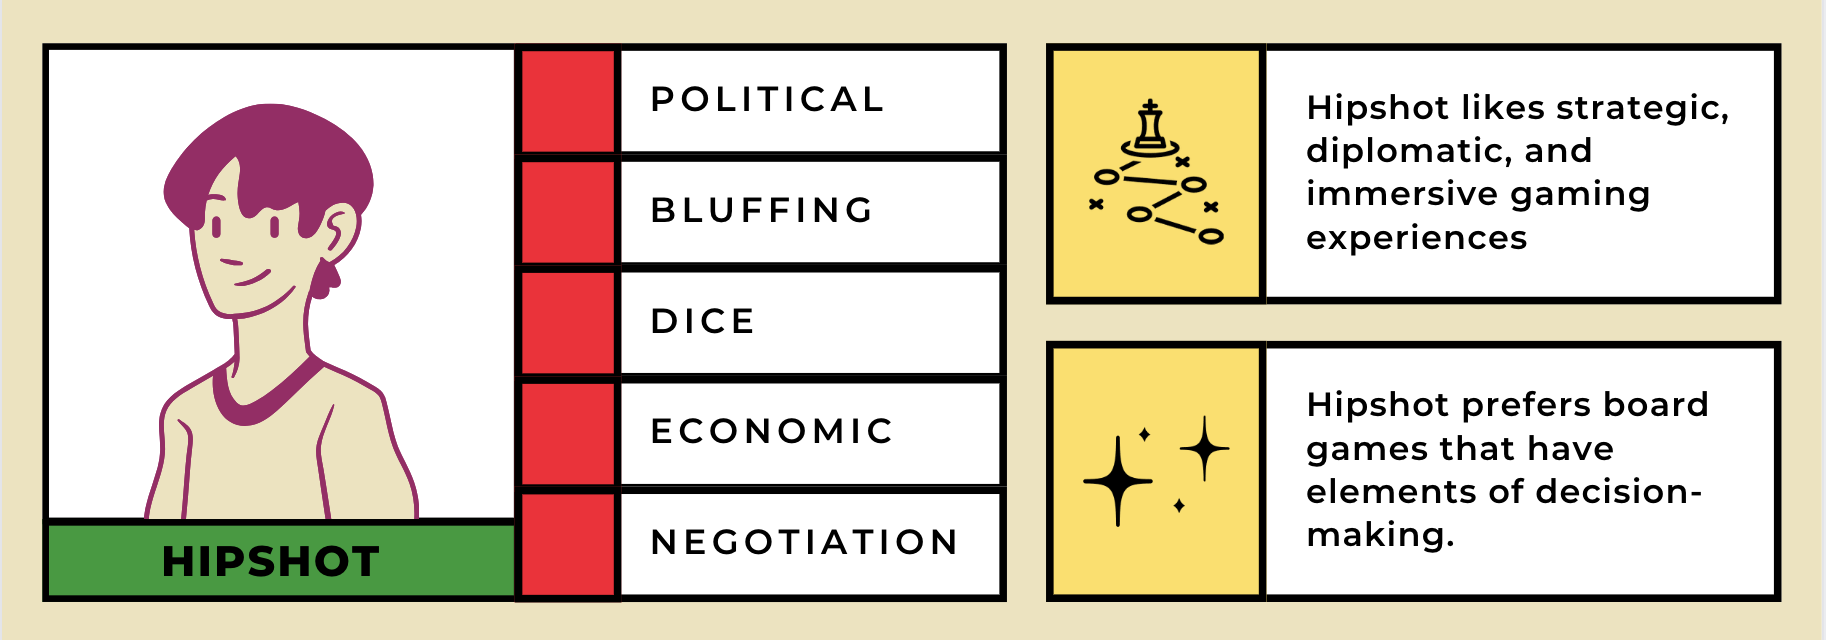 POLITICAL
BLUFFING
DICE
ECONOMIC
NEGOTIATION
HIPSHOT
Hipshot likes strategic,
diplomatic, and
immersive gaming
experiences
Hipshot prefers board
games that have
elements of decision-
making.